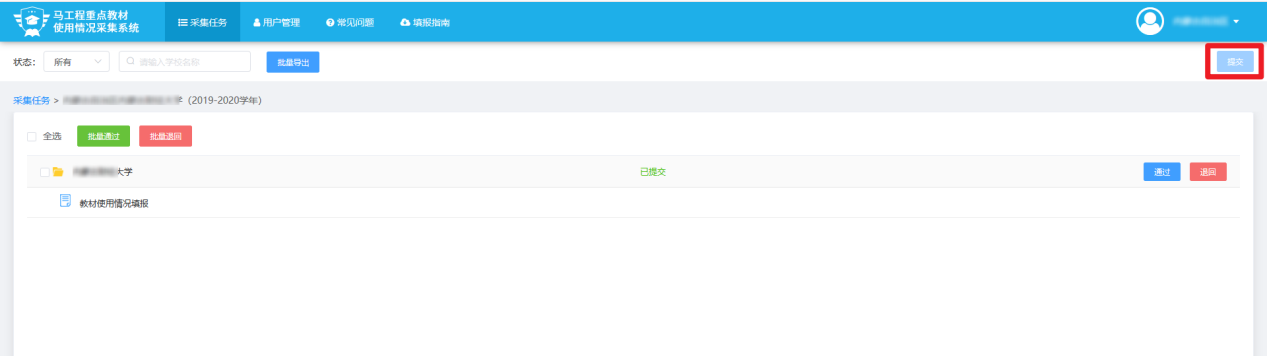 马工程重点教材
使用情况采集系统
采集任务
用户管理
常见问题
填报指南
状态： 所有 请输入学校名称 批量导出 提交
采集任务 > 学（2019-2020学年）
全选 批量通过 批量退回
大学 已提交 通过 退回
教材使用情况填报